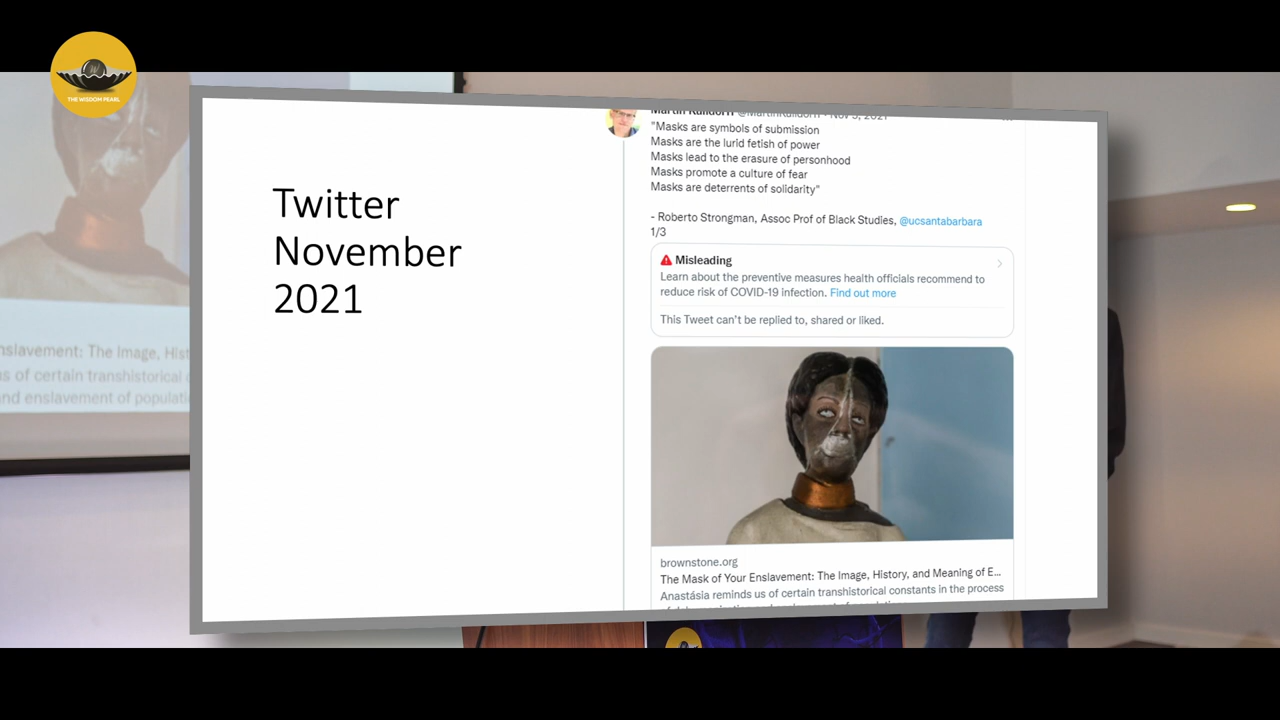 THE WISDOM PEARL
Twitter
November
2021
"Masks are symbols of submission
Masks are the lurid fetish of power
Masks lead to the erasure of personhood
Masks promote a culture of fear
Masks are deterrents of solidarity"
- Roberto Strongman, Assoc Prof of Black Studies, @ucsantabarbara
1/3
Misleading
Learn about the preventive measures health officials recommend to
reduce risk of COVID-19 infection. Find out more
This Tweet can't be replied to, shared or liked.
brownstone.org
The Mask of Your Enslavement: The Image, History, and Meaning of E...
Anastásia reminds us of certain transhistorical constants in the process
nslavement: The Image, Hist
us of certain transhistorical
and enslavement of populati